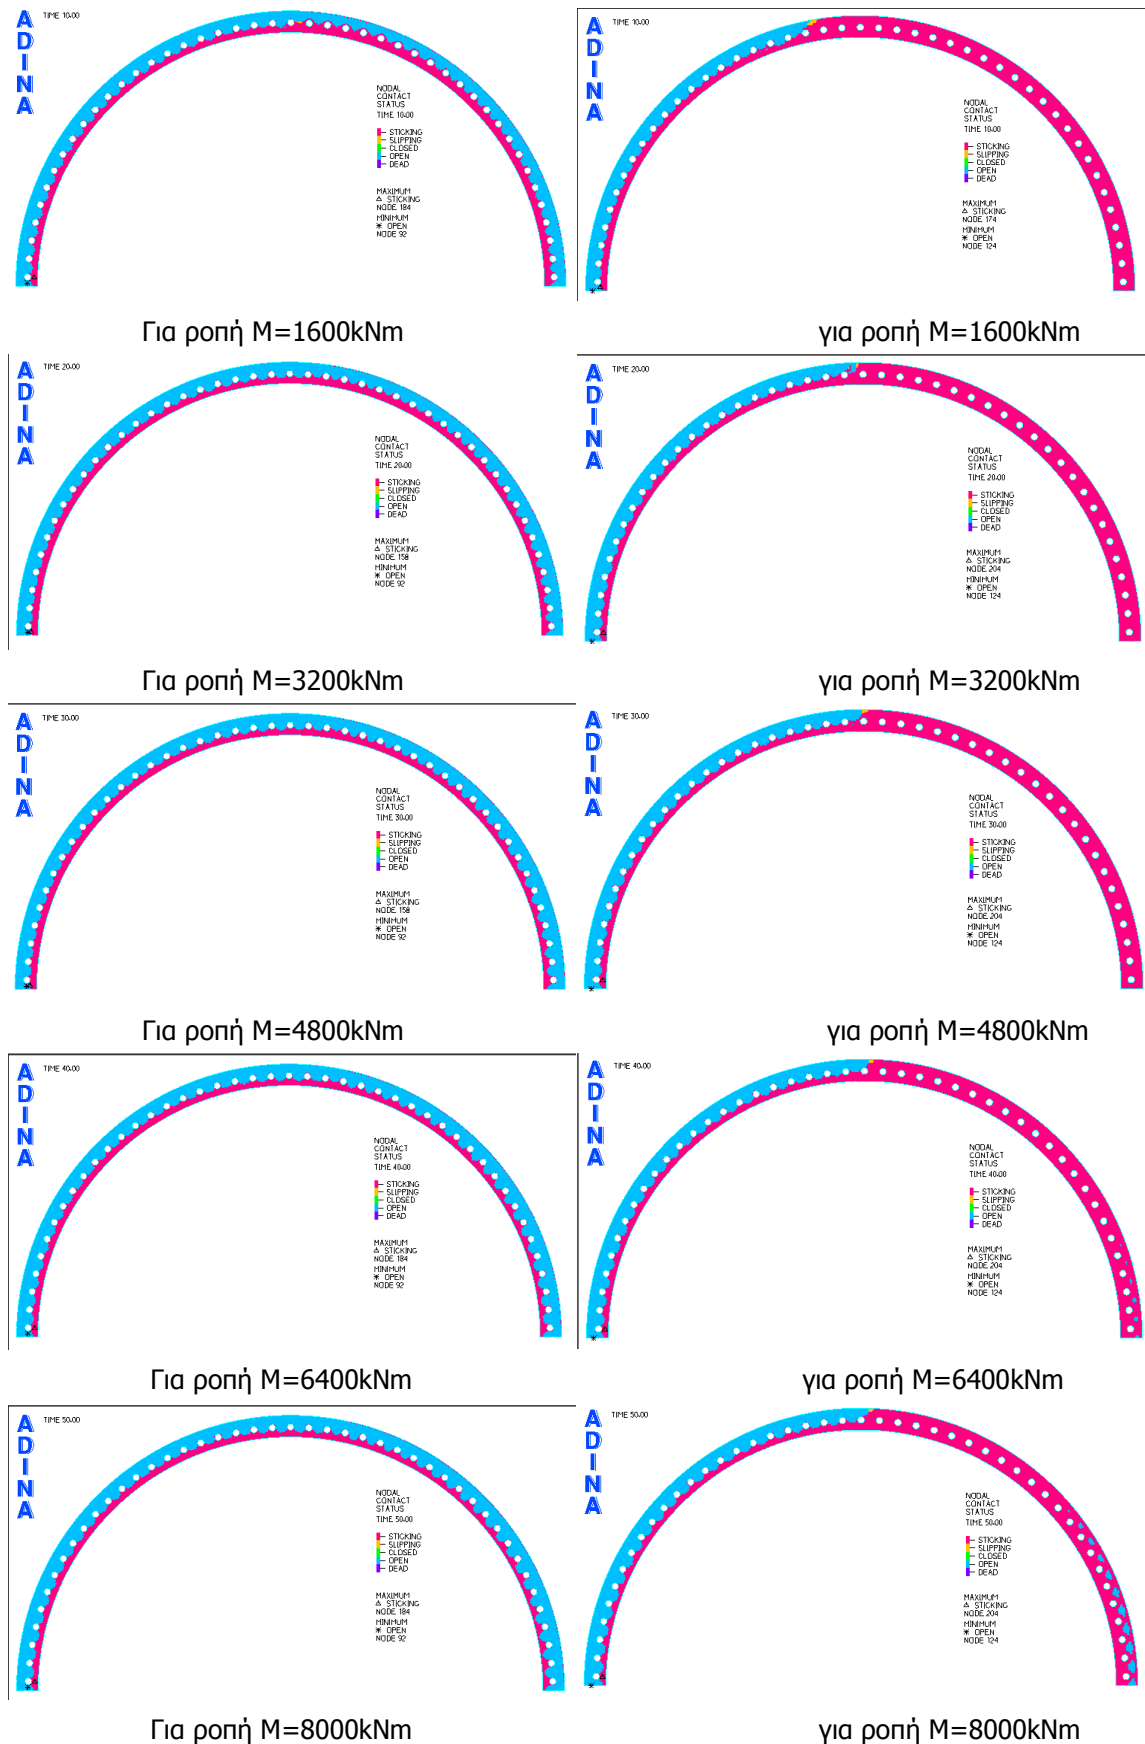 ADINA
TIME 10.00
NODAL
CONTACT
STATUS
TIME 10.00
STICKING
SLIPPING
CLOSED
OPEN
DEAD
MAXIMUM
△ STICKING
NODE 184
MINIMUM
* OPEN
NODE 92
Για ροπή M=1600kNm
ADINA
TIME 10.00
NODAL
CONTACT
STATUS
TIME 10.00
STICKING
SLIPPING
CLOSED
OPEN
DEAD
MAXIMUM
△ STICKING
NODE 174
MINIMUM
* OPEN
NODE 124
για ροπή M=1600kNm
ADINA
TIME 20.00
NODAL
CONTACT
STATUS
TIME 20.00
STICKING
SLIPPING
CLOSED
OPEN
DEAD
MAXIMUM
△ STICKING
NODE 158
MINIMUM
* OPEN
NODE 92
Για ροπή M=3200kNm
ADINA
TIME 20.00
NODAL
CONTACT
STATUS
TIME 20.00
STICKING
SLIPPING
CLOSED
OPEN
DEAD
MAXIMUM
△ STICKING
NODE 204
MINIMUM
* OPEN
NODE 124
για ροπή M=3200kNm
ADINA
TIME 30.00
NODAL
CONTACT
STATUS
TIME 30.00
STICKING
SLIPPING
CLOSED
OPEN
DEAD
MAXIMUM
△ STICKING
NODE 158
MINIMUM
* OPEN
NODE 92
Για ροπή M=4800kNm
ADINA
TIME 30.00
NODAL
CONTACT
STATUS
TIME 30.00
STICKING
SLIPPING
CLOSED
OPEN
DEAD
MAXIMUM
△ STICKING
NODE 204
MINIMUM
* OPEN
NODE 124
για ροπή M=4800kNm
ADINA
TIME 40.00
NODAL
CONTACT
STATUS
TIME 40.00
STICKING
SLIPPING
CLOSED
OPEN
DEAD
MAXIMUM
△ STICKING
NODE 184
MINIMUM
* OPEN
NODE 92
Για ροπή M=6400kNm
ADINA
TIME 40.00
NODAL
CONTACT
STATUS
TIME 40.00
STICKING
SLIPPING
CLOSED
OPEN
DEAD
MAXIMUM
△ STICKING
NODE 204
MINIMUM
* OPEN
NODE 124
για ροπή M=6400kNm
ADINA
TIME 50.00
NODAL
CONTACT
STATUS
TIME 50.00
STICKING
SLIPPING
CLOSED
OPEN
DEAD
MAXIMUM
△ STICKING
NODE 184
MINIMUM
* OPEN
NODE 92
Για ροπή M=8000kNm
ADINA
TIME 50.00
NODAL
CONTACT
STATUS
TIME 50.00
STICKING
SLIPPING
CLOSED
OPEN
DEAD
MAXIMUM
△ STICKING
NODE 204
MINIMUM
* OPEN
NODE 124
για ροπή M=8000kNm